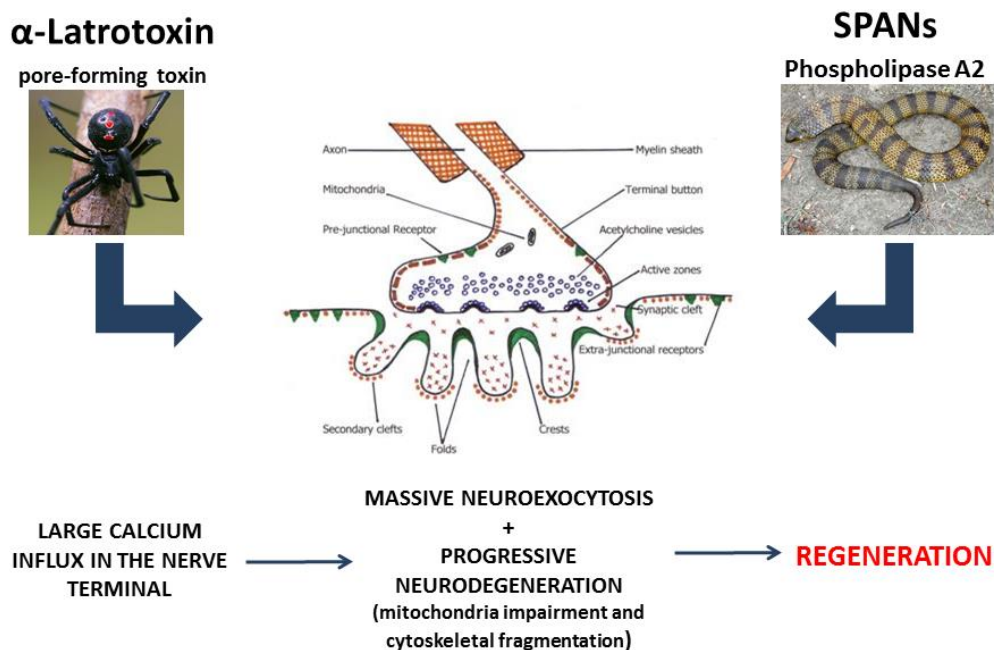 α-Latrotoxin
pore-forming toxin
SPANs
Phospholipase A2
Axon
Mitochondria
Pre-junctional Receptor
Myelin sheath
Terminal button
Acetylcholine vesicles
Active zones
Synaptic cleft
Extra-junctional receptors
Secondary clefts
Folds
Crests
LARGE CALCIUM
INFLUX IN THE NERVE
TERMINAL
MASSIVE NEUROEXOCYTOSIS
+
PROGRESSIVE
NEURODEGENERATION
(mitochondria impairment and
cytoskeletal fragmentation)
REGENERATION